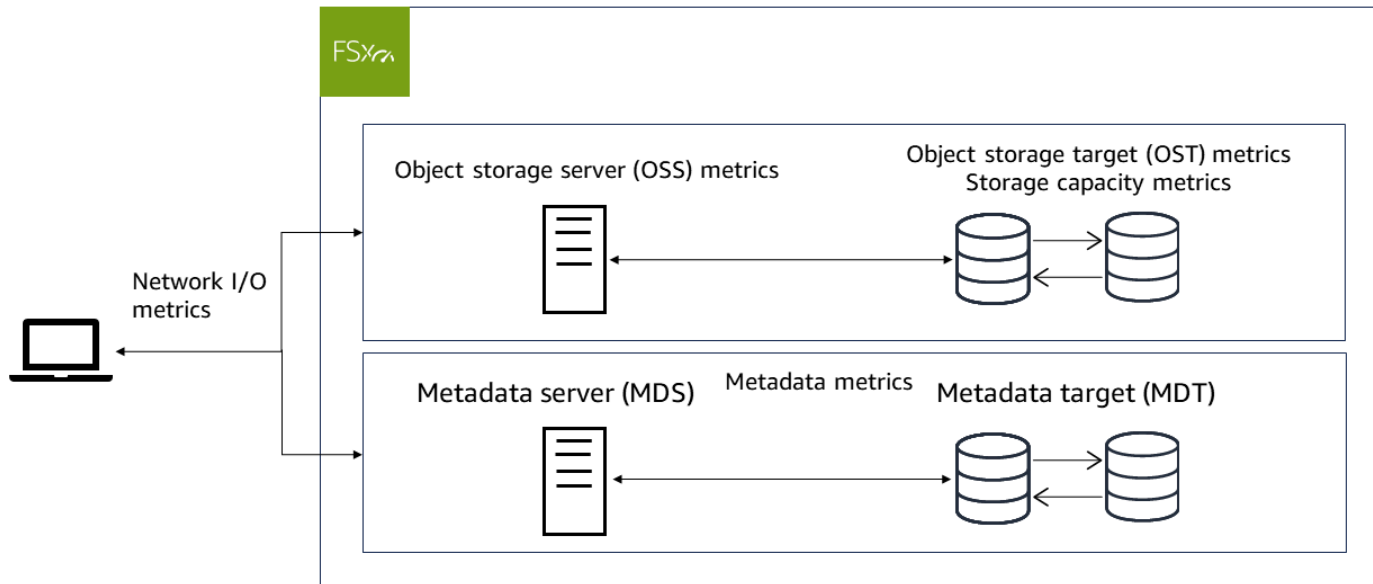 FSx
Object storage server (OSS) metrics
Object storage target (OST) metrics
Storage capacity metrics
Network I/O
metrics
Metadata server (MDS)
Metadata metrics
Metadata target (MDT)